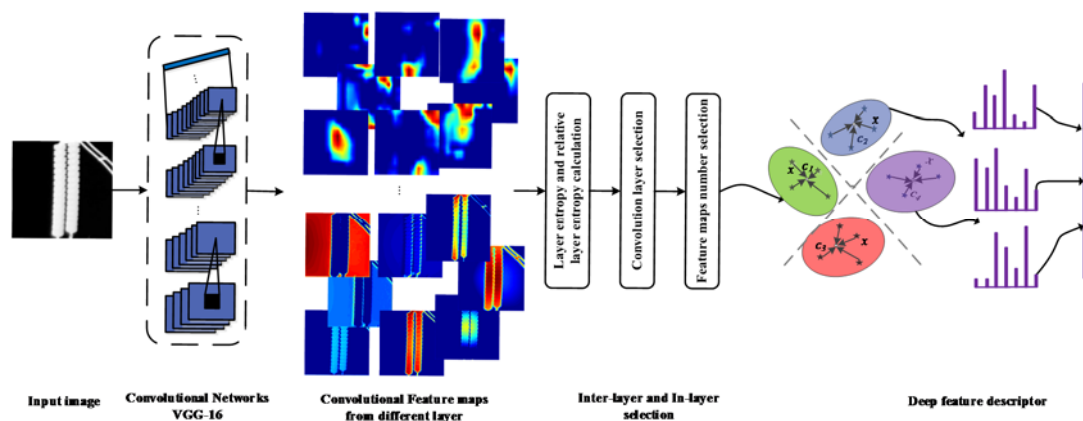 Layer entropy and relative
layer entropy calculation
Convolution layer selection
Feature maps number selection
x
c2
x
c1
x
c4
c3
x
Input image
Convolutional Networks
VGG-16
Convolutional Feature maps
from different layer
Inter-layer and In-layer
selection
Deep feature descriptor